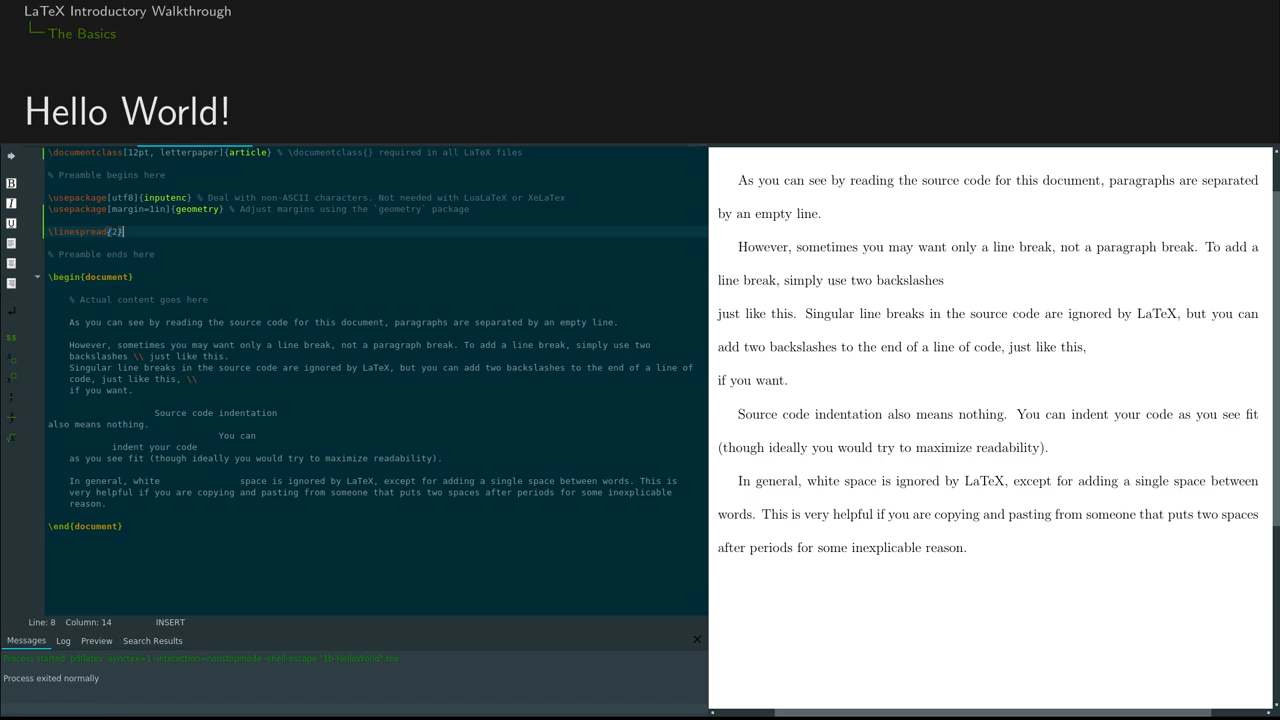 LaTeX Introductory Walkthrough
The Basics
Hello World!
\documentclass[12pt, letterpaper]{article} % \documentclass{} required in all LaTeX files
% Preamble begins here
\usepackage[utf8]{inputenc} % Deal with non-ASCII characters. Not needed with LuaLaTeX or XeLaTex
\usepackage[margin=1in]{geometry} % Adjust margins using the `geometry` package
\linespread{2}
% Preamble ends here
\begin{document}
% Actual content goes here
As you can see by reading the source code for this document, paragraphs are separated by an empty line.
However, sometimes you may want only a line break, not a paragraph break. To add a line break, simply use two
backslashes \\ just like this.
Singular line breaks in the source code are ignored by LaTeX, but you can add two backslashes to the end of a line of
code, just like this, \\
if you want.
Source code indentation
also means nothing.
You can
indent your code
as you see fit (though ideally you would try to maximize readability).
In general, white space is ignored by LaTeX, except for adding a single space between words. This is
very helpful if you are copying and pasting from someone that puts two spaces after periods for some inexplicable
reason.
\end{document}
Line: 8 Column: 14 INSERT
Messages Log Preview Search Results
Process started: pdflatex -synctex=1 -interaction=nonstopmode -shell-escape "1b-HelloWorld".tex
Process exited normally
As you can see by reading the source code for this document, paragraphs are separated
by an empty line.
However, sometimes you may want only a line break, not a paragraph break. To add a
line break, simply use two backslashes
just like this. Singular line breaks in the source code are ignored by LaTeX, but you can
add two backslashes to the end of a line of code, just like this,
if you want.
Source code indentation also means nothing. You can indent your code as you see fit
(though ideally you would try to maximize readability).
In general, white space is ignored by LaTeX, except for adding a single space between
words. This is very helpful if you are copying and pasting from someone that puts two spaces
after periods for some inexplicable reason.